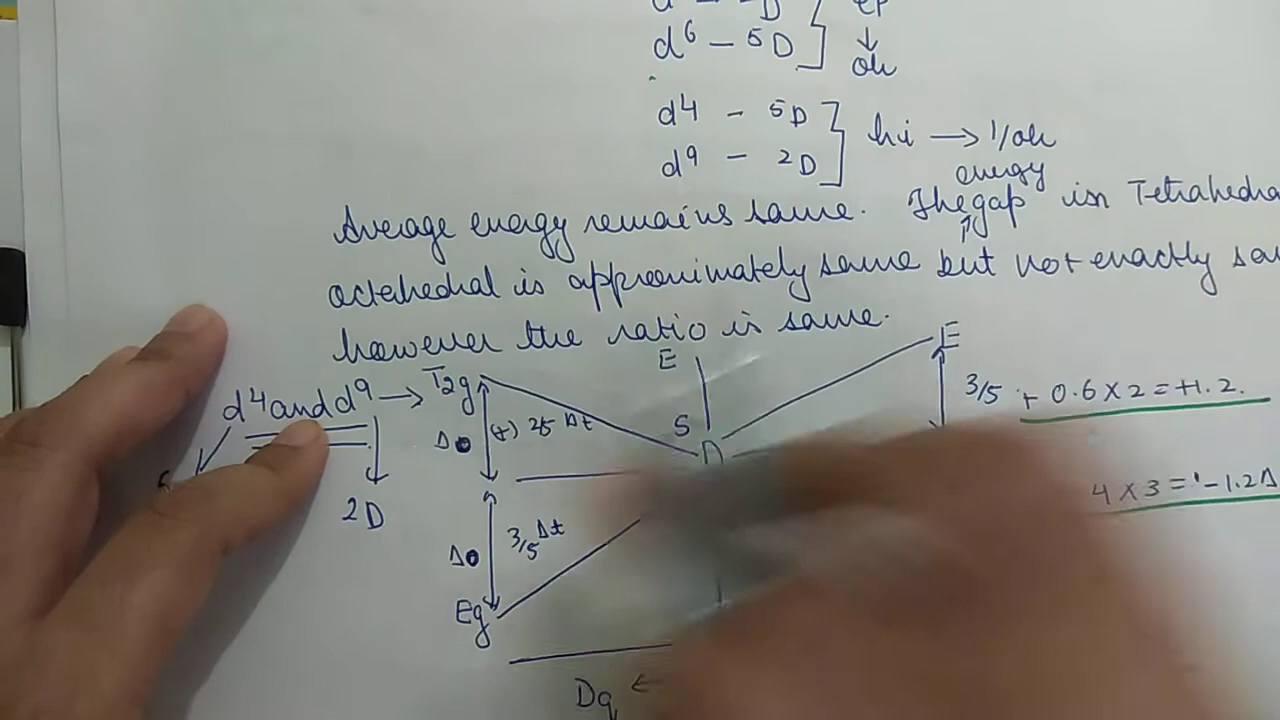 d⁶ – ⁵D
oh
d⁴ – ⁵D
d⁹ – ²D
hi → 1/oh
energy
Average energy remains same. The gap in Tetrahedra
octahedral is approximately same but not exactly sa
however the ratio is same.
d⁴ and d⁹ → T2g
E
E
S
D
Δo
(+) 2/5 Δt
3/5
+ 0.6 × 2 = +1.2.
2D
4 × 3 = -1.2Δ
Δo
3/5 Δt
Eg
Dq ←